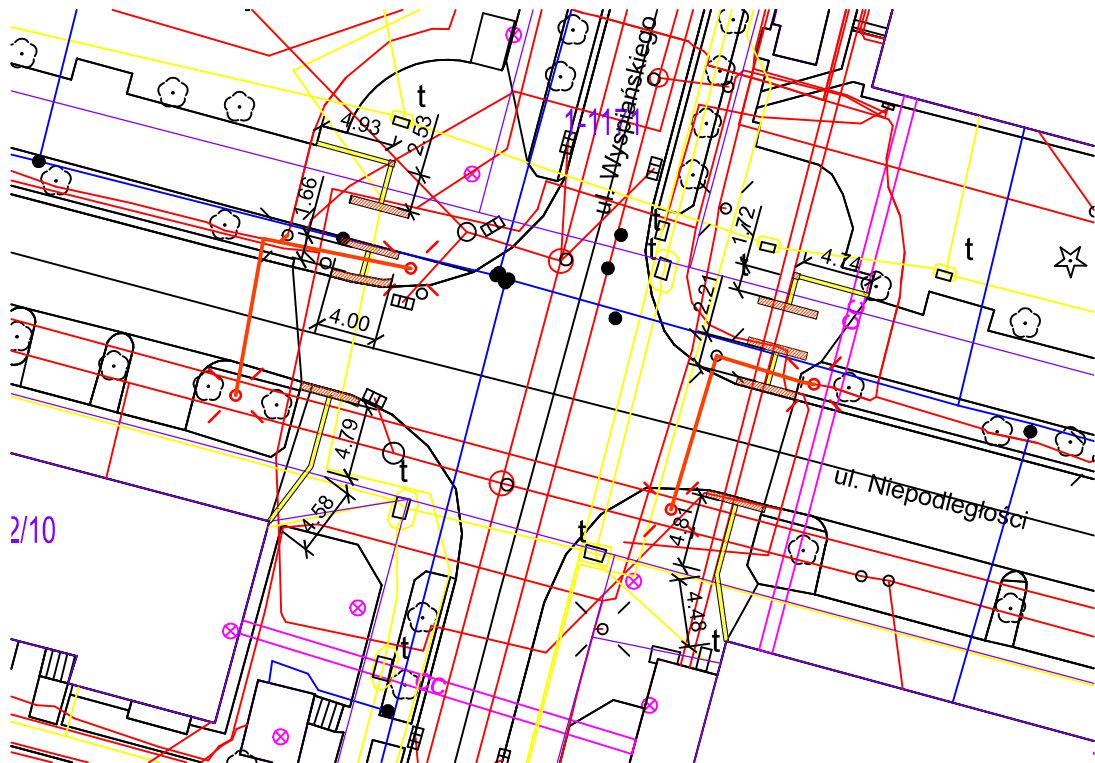 t
4.93
2.53
ul. Wyspiańskiego
1-117/1
1.66
t
t
1.72
t
4.74
2.21
C
4.00
4.79
t
ul. Niepodległości
4.58
t
4.81
2/10
4.48
t
t
C